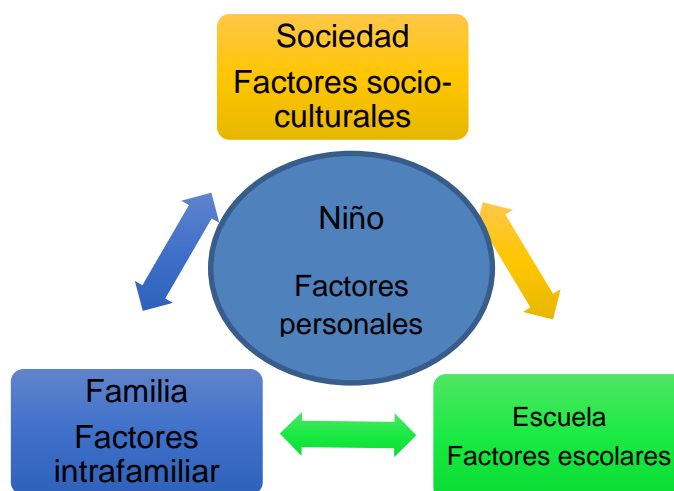 Sociedad
Factores socio-
culturales
Niño
Factores
personales
Familia
Factores
intrafamiliar
Escuela
Factores escolares